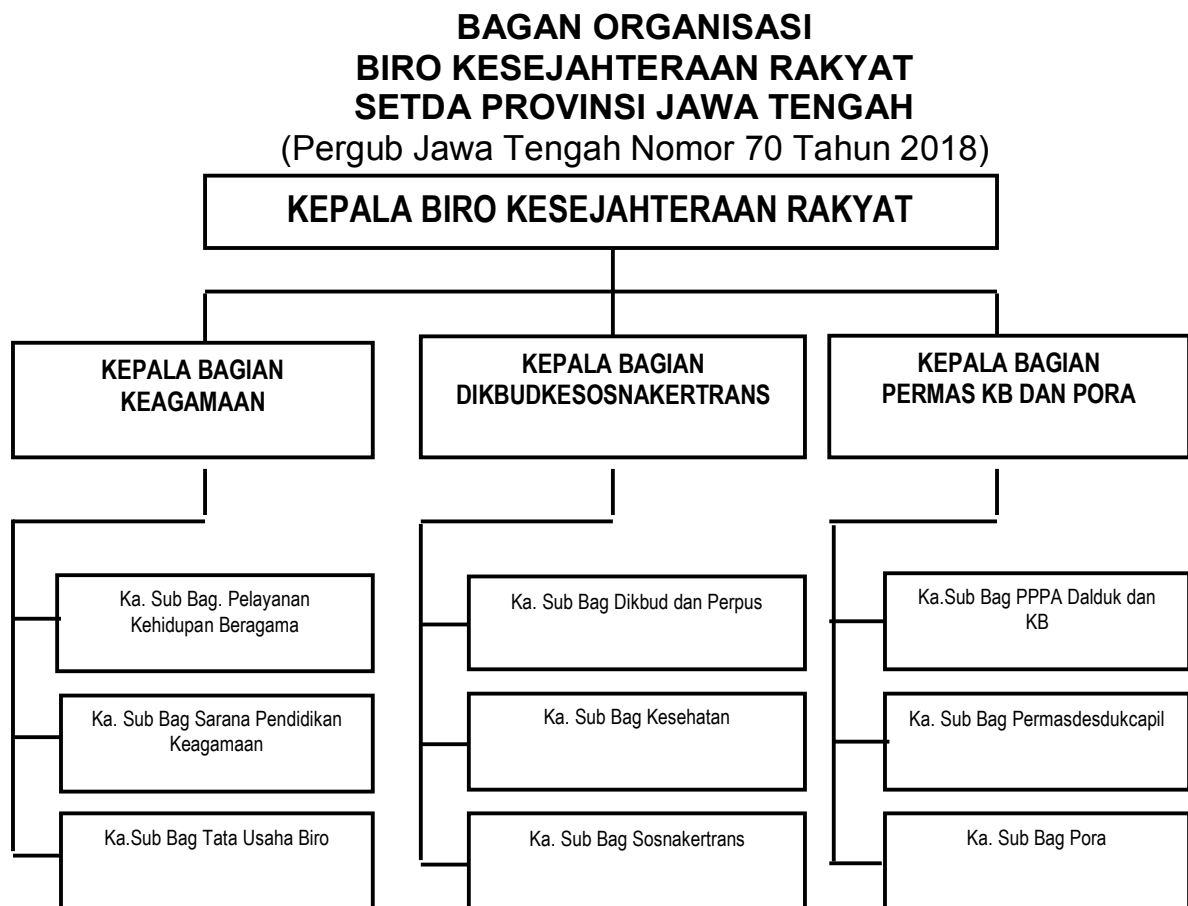 BAGAN ORGANISASI
BIRO KESEJAHTERAAN RAKYAT
SETDA PROVINSI JAWA TENGAH
(Pergub Jawa Tengah Nomor 70 Tahun 2018)
KEPALA BIRO KESEJAHTERAAN RAKYAT
KEPALA BAGIAN
KEAGAMAAN
KEPALA BAGIAN
DIKBUDKESOSNAKERTRANS
KEPALA BAGIAN
PERMAS KB DAN PORA
Ka. Sub Bag. Pelayanan
Kehidupan Beragama
Ka. Sub Bag Dikbud dan Perpus
Ka.Sub Bag PPPA Dalduk dan
KB
Ka. Sub Bag Sarana Pendidikan
Keagamaan
Ka. Sub Bag Kesehatan
Ka. Sub Bag Permasdesdukcapil
Ka.Sub Bag Tata Usaha Biro
Ka. Sub Bag Sosnakertrans
Ka. Sub Bag Pora